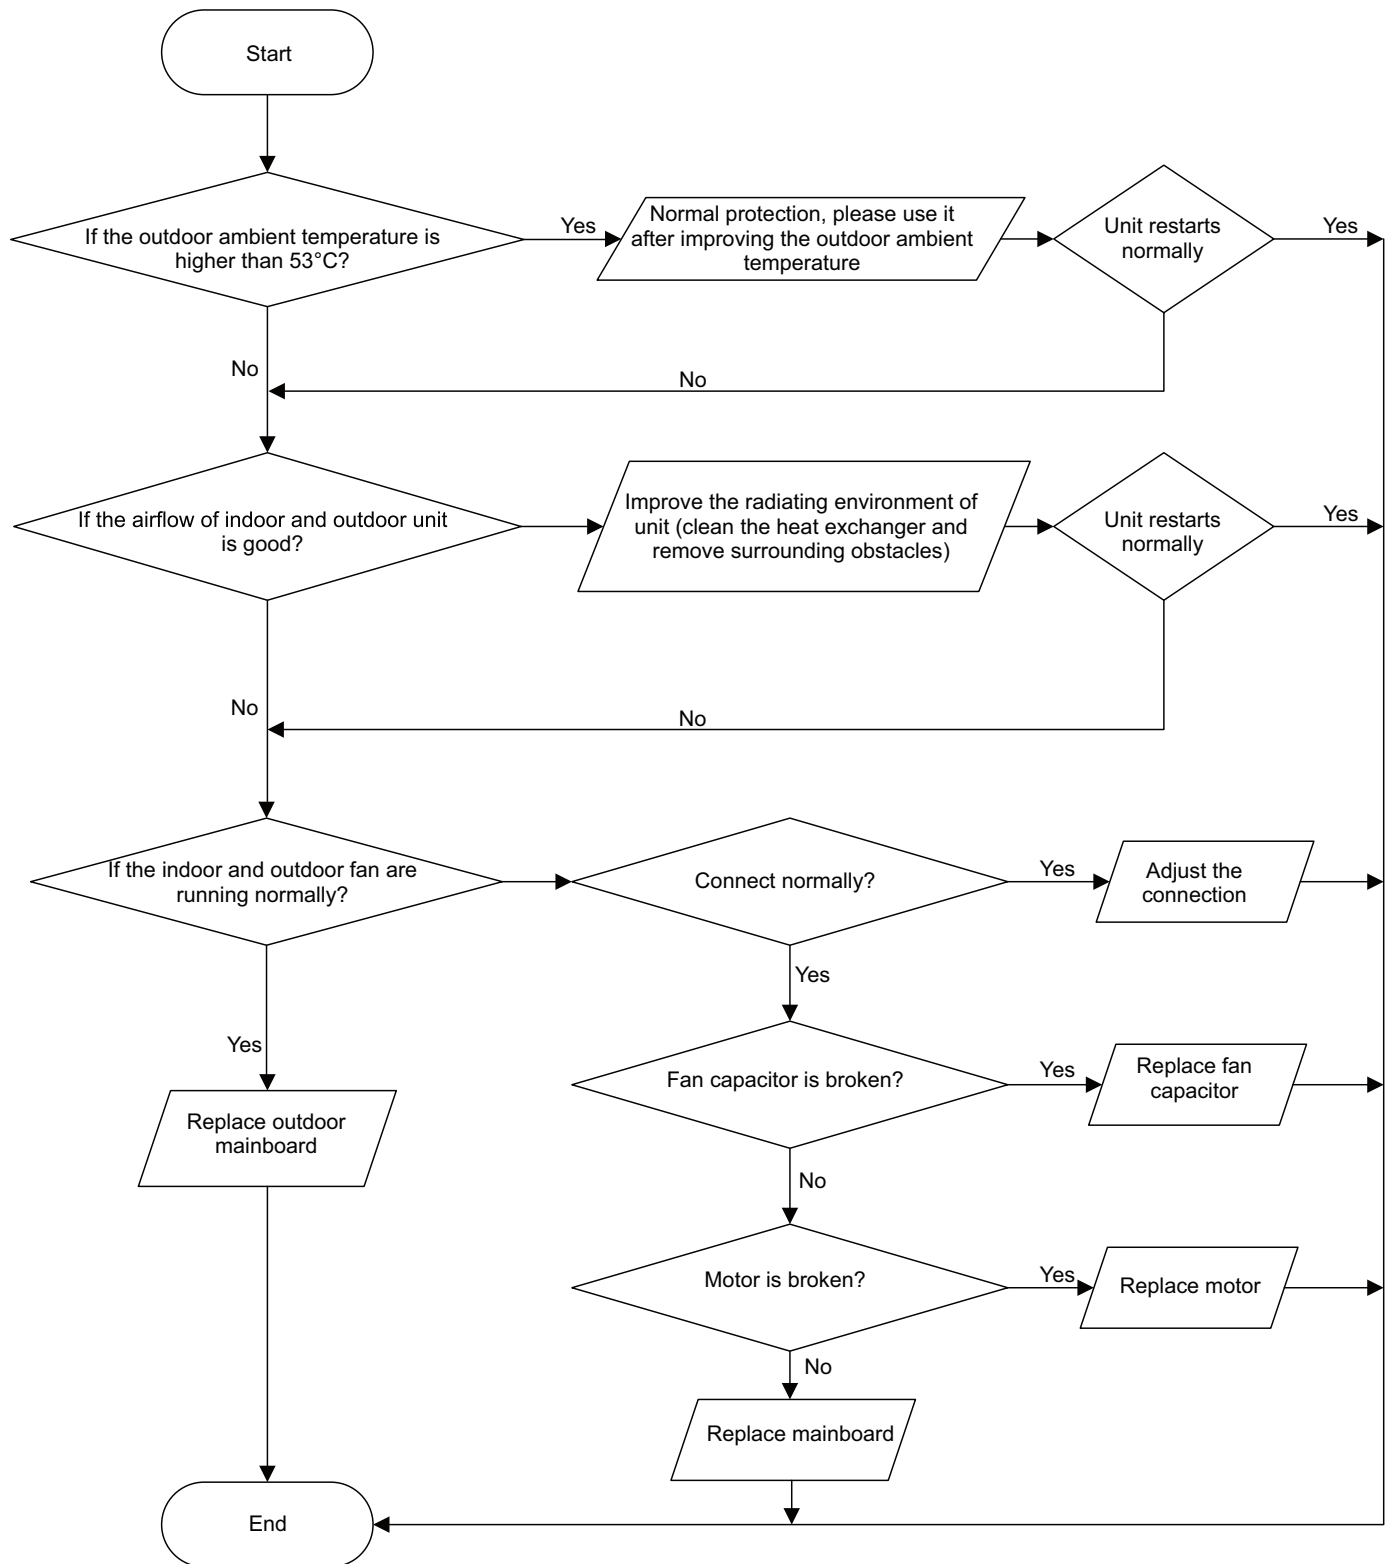 Start
If the outdoor ambient temperature is
higher than 53°C?
Yes
Normal protection, please use it
after improving the outdoor ambient
temperature
Unit restarts
normally
Yes
No
No
If the airflow of indoor and outdoor unit
is good?
Improve the radiating environment of
unit (clean the heat exchanger and
remove surrounding obstacles)
Unit restarts
normally
Yes
No
No
If the indoor and outdoor fan are
running normally?
Connect normally?
Yes
Adjust the
connection
Yes
Yes
Replace outdoor
mainboard
Fan capacitor is broken?
Yes
Replace fan
capacitor
No
Motor is broken?
Yes
Replace motor
No
Replace mainboard
End